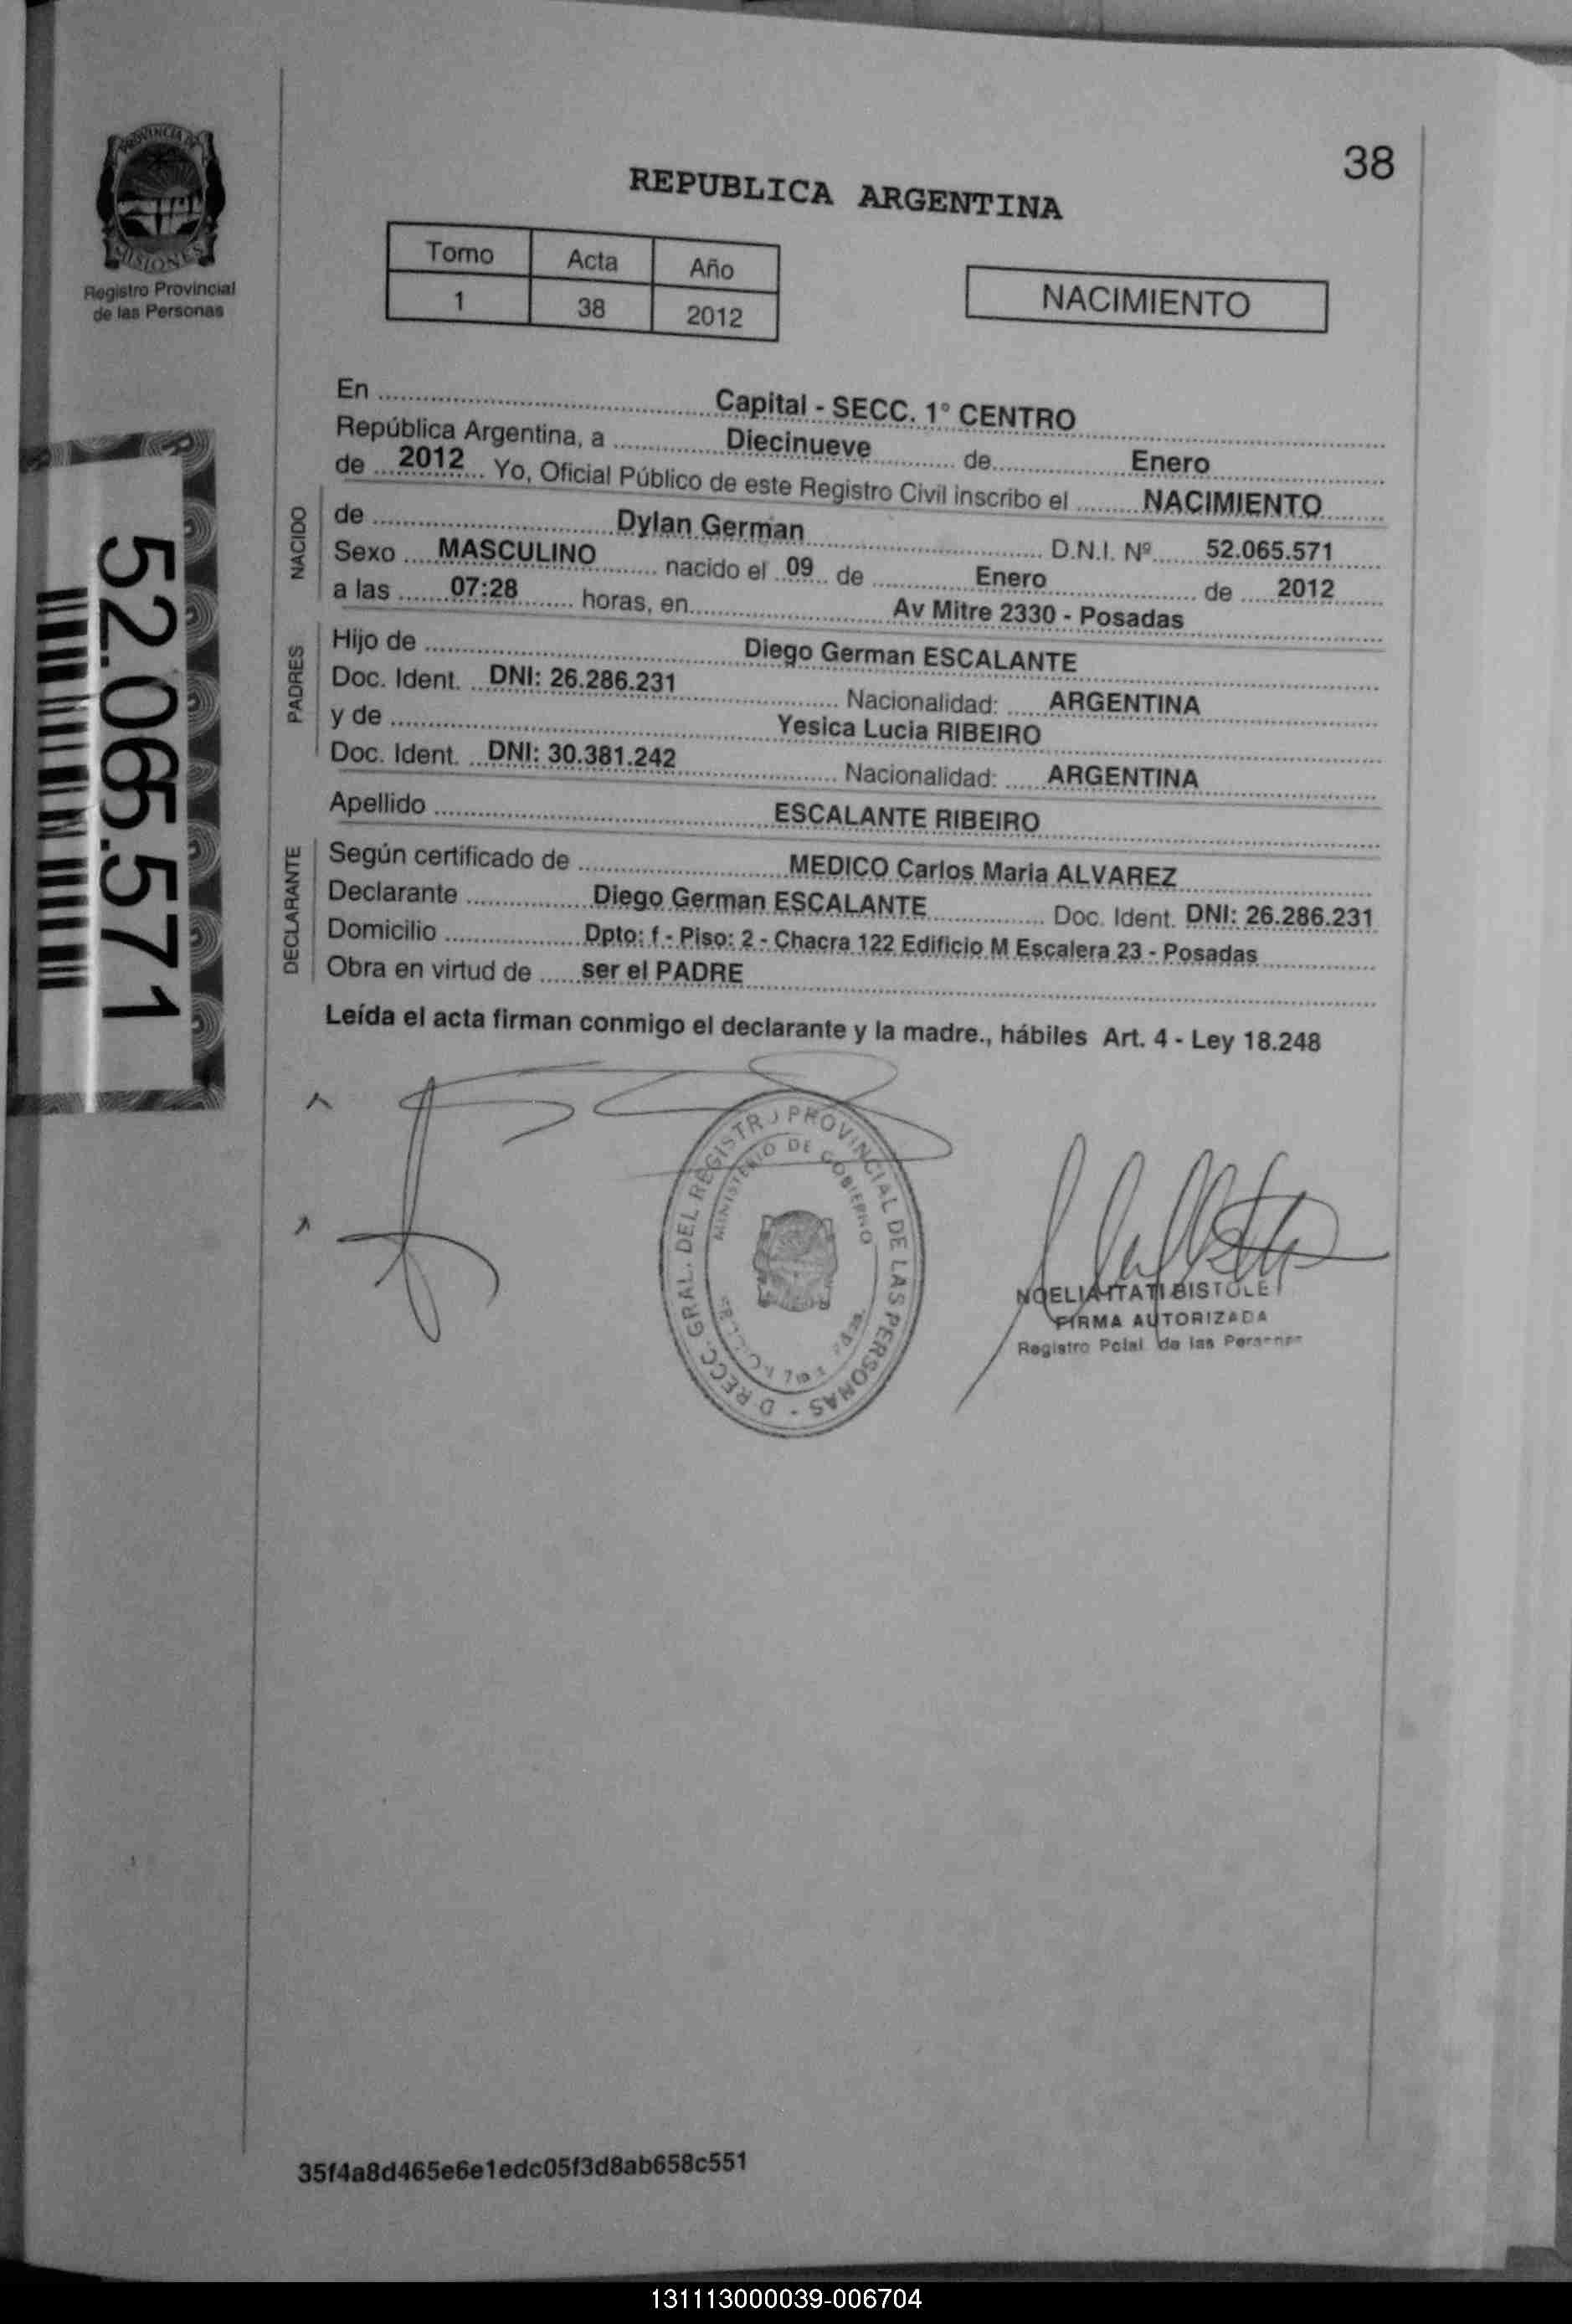 38
PROVINCIA DE
MISIONES
Registro Provincial
de las Personas
REPUBLICA ARGENTINA
Tomo Acta Año
1 38 2012
NACIMIENTO
52.065.571
En Capital - SECC. 1° CENTRO
República Argentina, a Diecinueve de Enero
de 2012 Yo, Oficial Público de este Registro Civil inscribo el NACIMIENTO
NACIDO
de Dylan German D.N.I. Nº 52.065.571
Sexo MASCULINO nacido el 09 de Enero de 2012
a las 07:28 horas, en Av Mitre 2330 - Posadas
PADRES
Hijo de Diego German ESCALANTE
Doc. Ident. DNI: 26.286.231 Nacionalidad: ARGENTINA
y de Yesica Lucia RIBEIRO
Doc. Ident. DNI: 30.381.242 Nacionalidad: ARGENTINA
Apellido ESCALANTE RIBEIRO
DECLARANTE
Según certificado de MEDICO Carlos Maria ALVAREZ
Declarante Diego German ESCALANTE Doc. Ident. DNI: 26.286.231
Domicilio Dpto: f - Piso: 2 - Chacra 122 Edificio M Escalera 23 - Posadas
Obra en virtud de ser el PADRE
Leída el acta firman conmigo el declarante y la madre., hábiles Art. 4 - Ley 18.248
GRAL. DEL REGISTRO PROVINCIAL DE LAS PERSONAS
MINISTERIO DE GOBIERNO
FIRMA AUTORIZADA
Registro de las
35f4a8d465e6e1edc05f3d8ab658c551
131113000039-006704